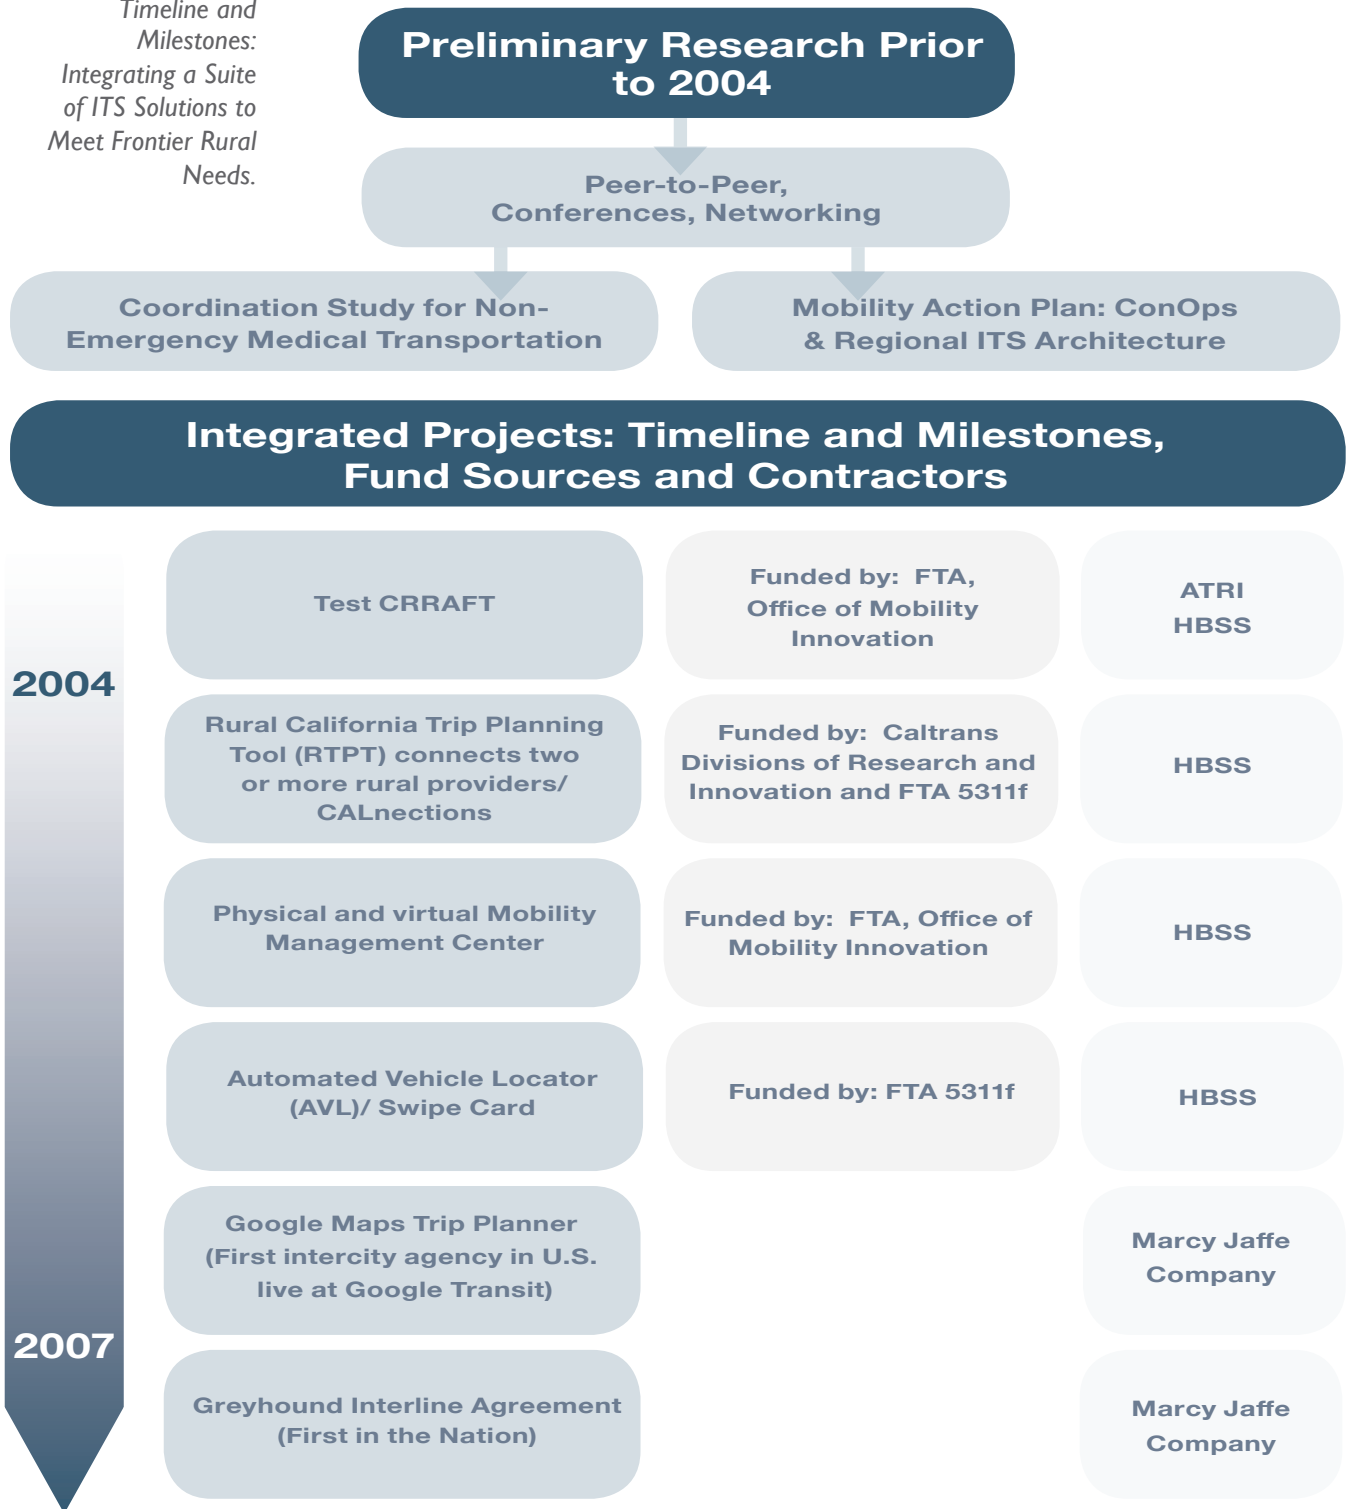 Timeline and
Milestones:
Integrating a Suite
of ITS Solutions to
Meet Frontier Rural
Needs.
Preliminary Research Prior
to 2004
Peer-to-Peer,
Conferences, Networking
Coordination Study for Non-
Emergency Medical Transportation
Mobility Action Plan: ConOps
& Regional ITS Architecture
Integrated Projects: Timeline and Milestones,
Fund Sources and Contractors
2004
Test CRRAFT
Funded by: FTA,
Office of Mobility
Innovation
ATRI
HBSS
Rural California Trip Planning
Tool (RTPT) connects two
or more rural providers/
CALnections
Funded by: Caltrans
Divisions of Research and
Innovation and FTA 5311f
HBSS
Physical and virtual Mobility
Management Center
Funded by: FTA, Office of
Mobility Innovation
HBSS
Automated Vehicle Locator
(AVL)/ Swipe Card
Funded by: FTA 5311f
HBSS
Google Maps Trip Planner
(First intercity agency in U.S.
live at Google Transit)
Marcy Jaffe
Company
2007
Greyhound Interline Agreement
(First in the Nation)
Marcy Jaffe
Company